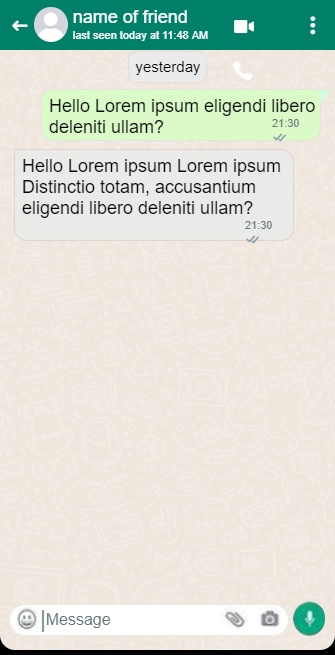 name of friend
last seen today at 11:48 AM
yesterday
Hello Lorem ipsum eligendi libero
deleniti ullam?
21:30
Hello Lorem ipsum Lorem ipsum
Distinctio totam, accusantium
eligendi libero deleniti ullam?
21:30
Message